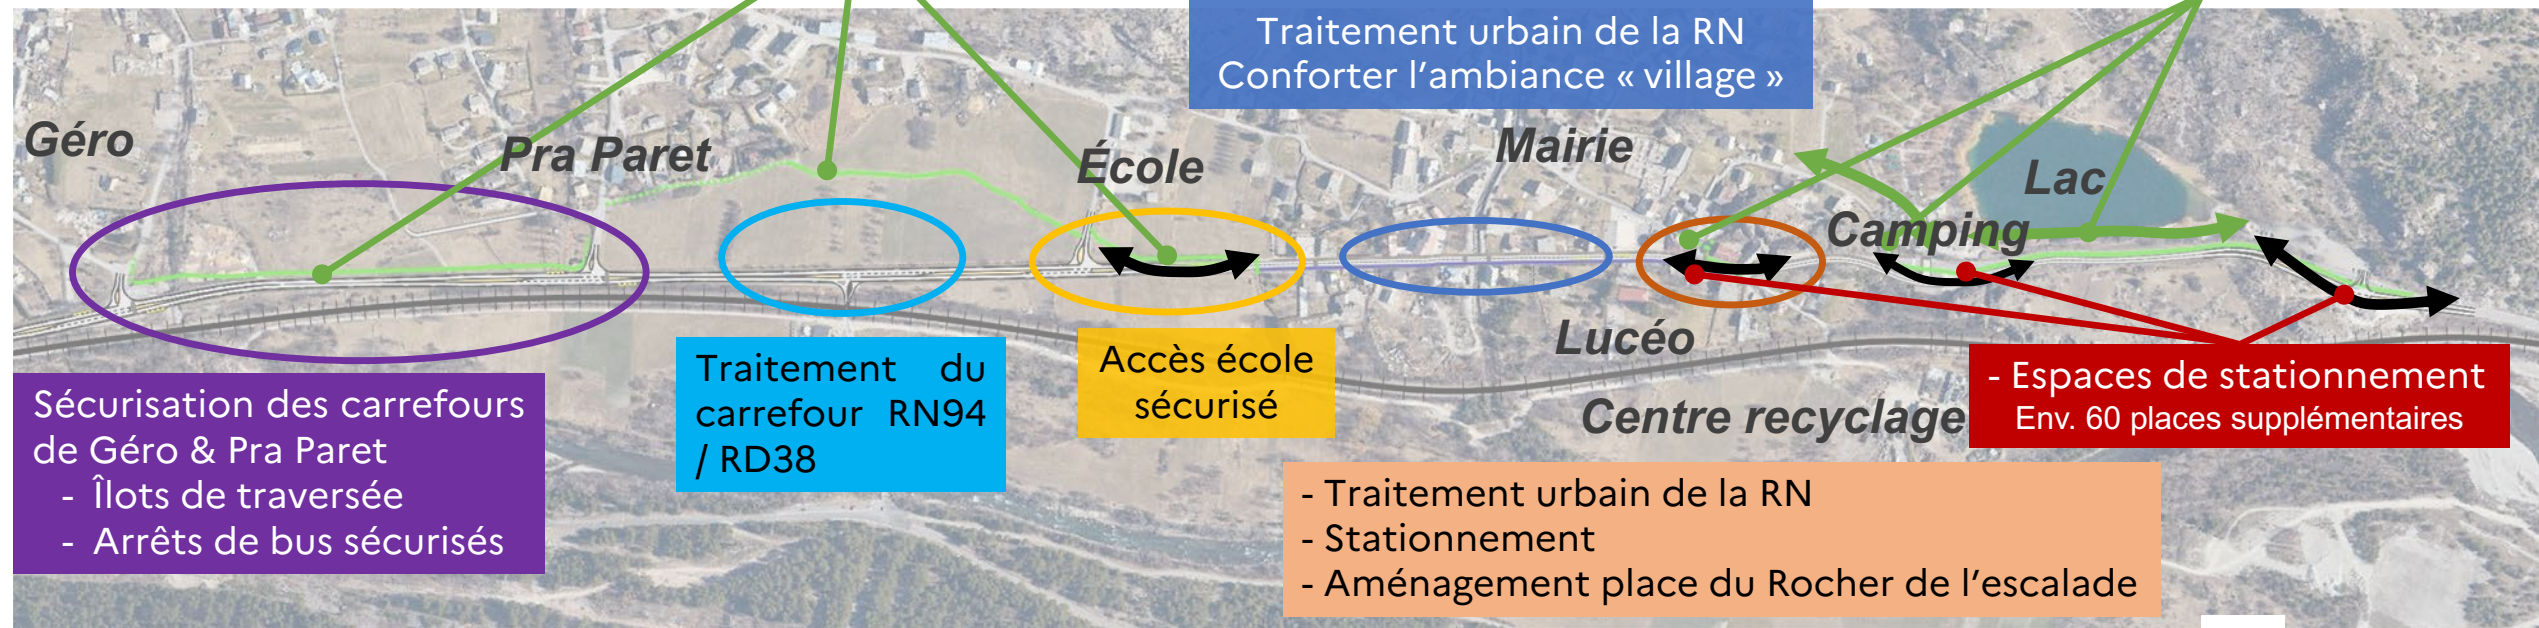 Traitement urbain de la RN
Conforter l'ambiance « village »
Géro
Pra Paret
École
Mairie
Lac
Camping
Lucéo
Centre recyclage
Sécurisation des carrefours
de Géro & Pra Paret
- Îlots de traversée
- Arrêts de bus sécurisés
Traitement du
carrefour RN94
/ RD38
Accès école
sécurisé
- Espaces de stationnement
Env. 60 places supplémentaires
- Traitement urbain de la RN
- Stationnement
- Aménagement place du Rocher de l'escalade